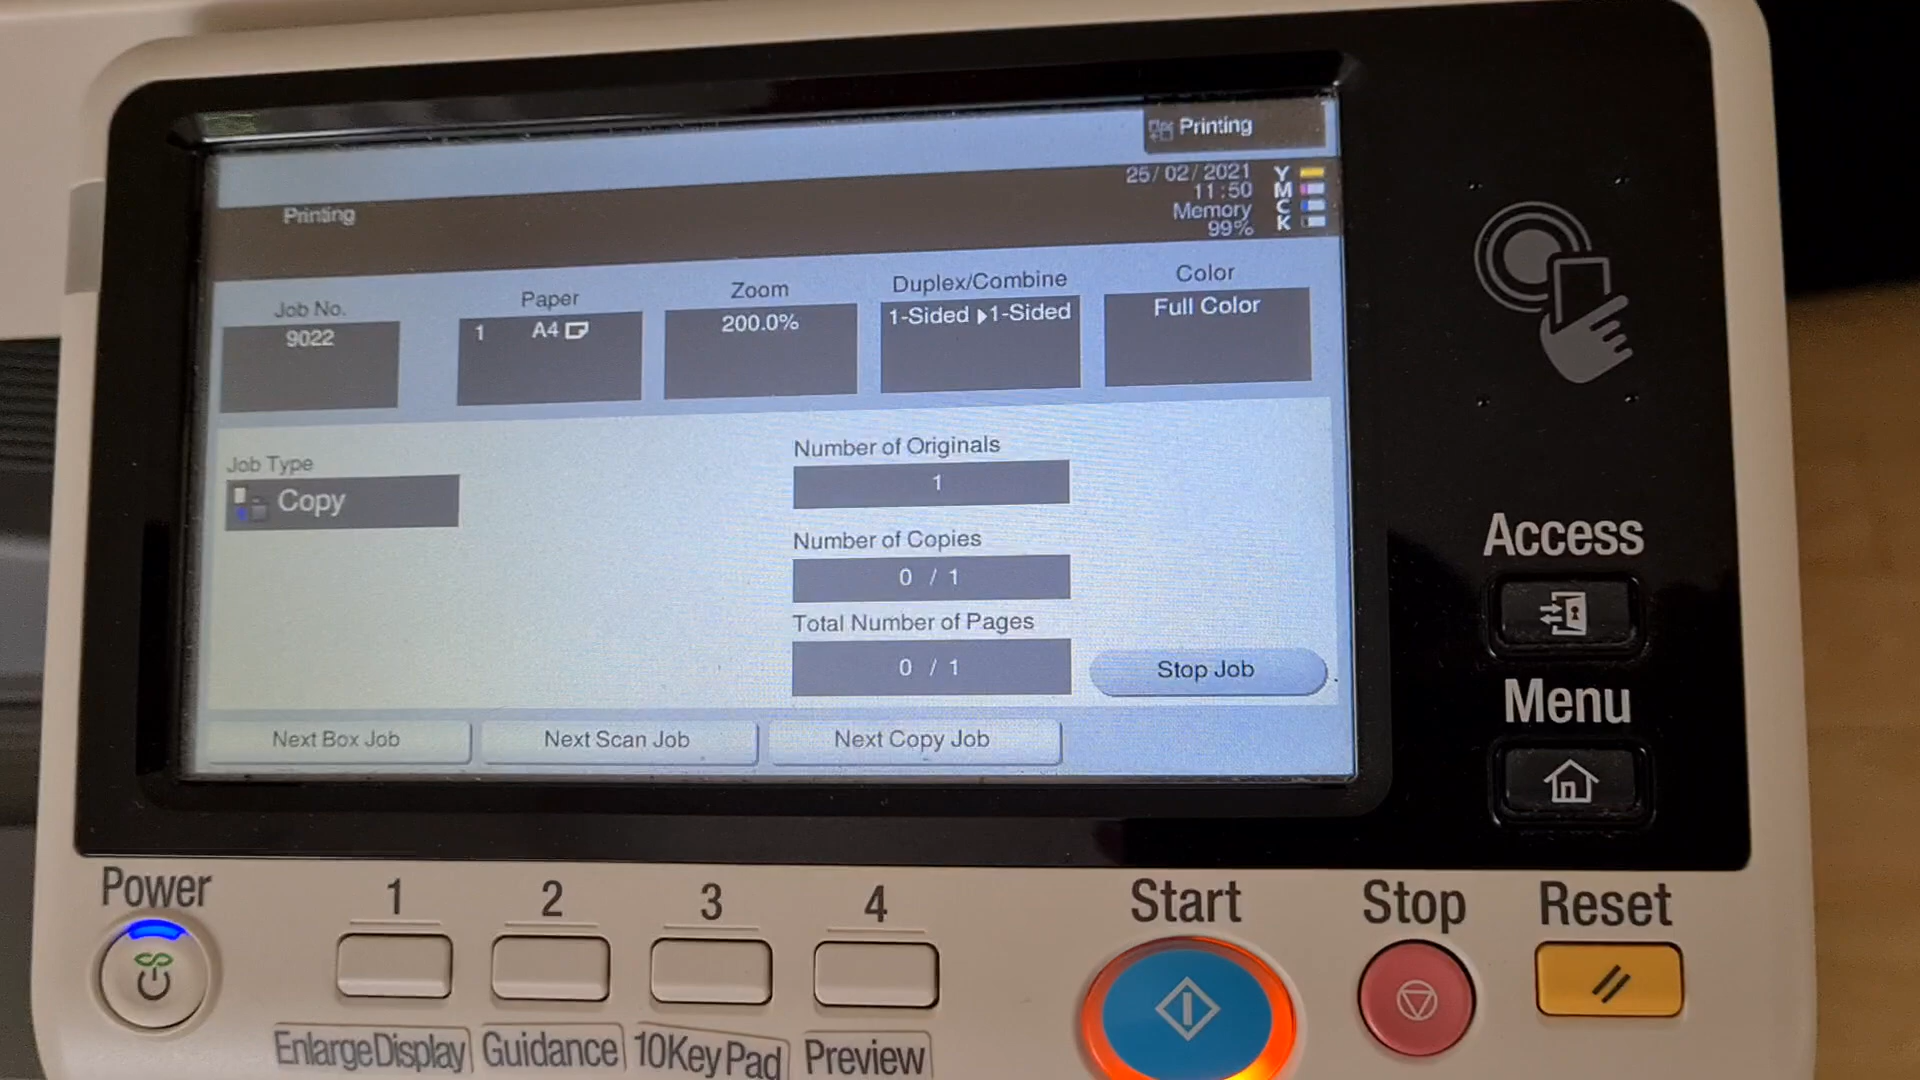 Printing
25/02/2021
11:50
Memory
99%
Y
M
C
K
Printing
Job No.
9022
Paper
1 A4
Zoom
200.0%
Duplex/Combine
1-Sided ▶1-Sided
Color
Full Color
Job Type
Copy
Number of Originals
1
Number of Copies
0 / 1
Total Number of Pages
0 / 1
Stop Job
Next Box Job
Next Scan Job
Next Copy Job
Access
Menu
Power
1
2
3
4
Start
Stop
Reset
Enlarge Display
Guidance
10Key Pad
Preview